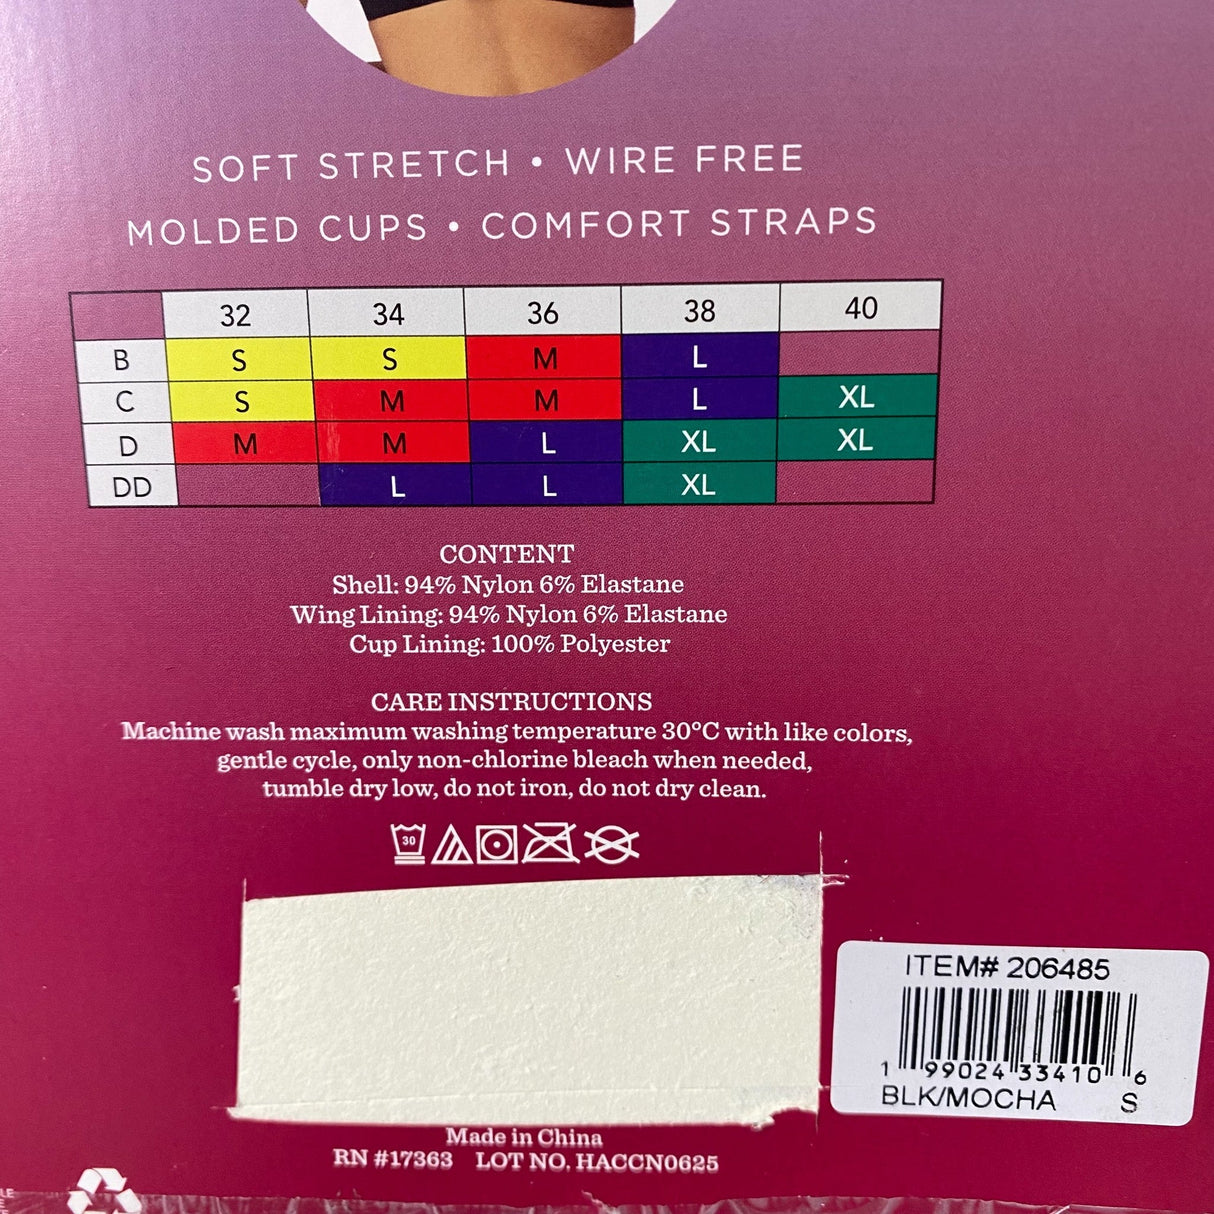 SOFT STRETCH • WIRE FREE
MOLDED CUPS • COMFORT STRAPS
32 34 36 38 40
B S S M L
C S M M L XL
D M M L XL XL
DD L L XL
CONTENT
Shell: 94% Nylon 6% Elastane
Wing Lining: 94% Nylon 6% Elastane
Cup Lining: 100% Polyester
CARE INSTRUCTIONS
Machine wash maximum washing temperature 30°C with like colors,
gentle cycle, only non-chlorine bleach when needed,
tumble dry low, do not iron, do not dry clean.
30
ITEM# 206485
1 99024 33410 6
BLK/MOCHA S
Made in China
RN #17363 LOT NO. HACCN0625